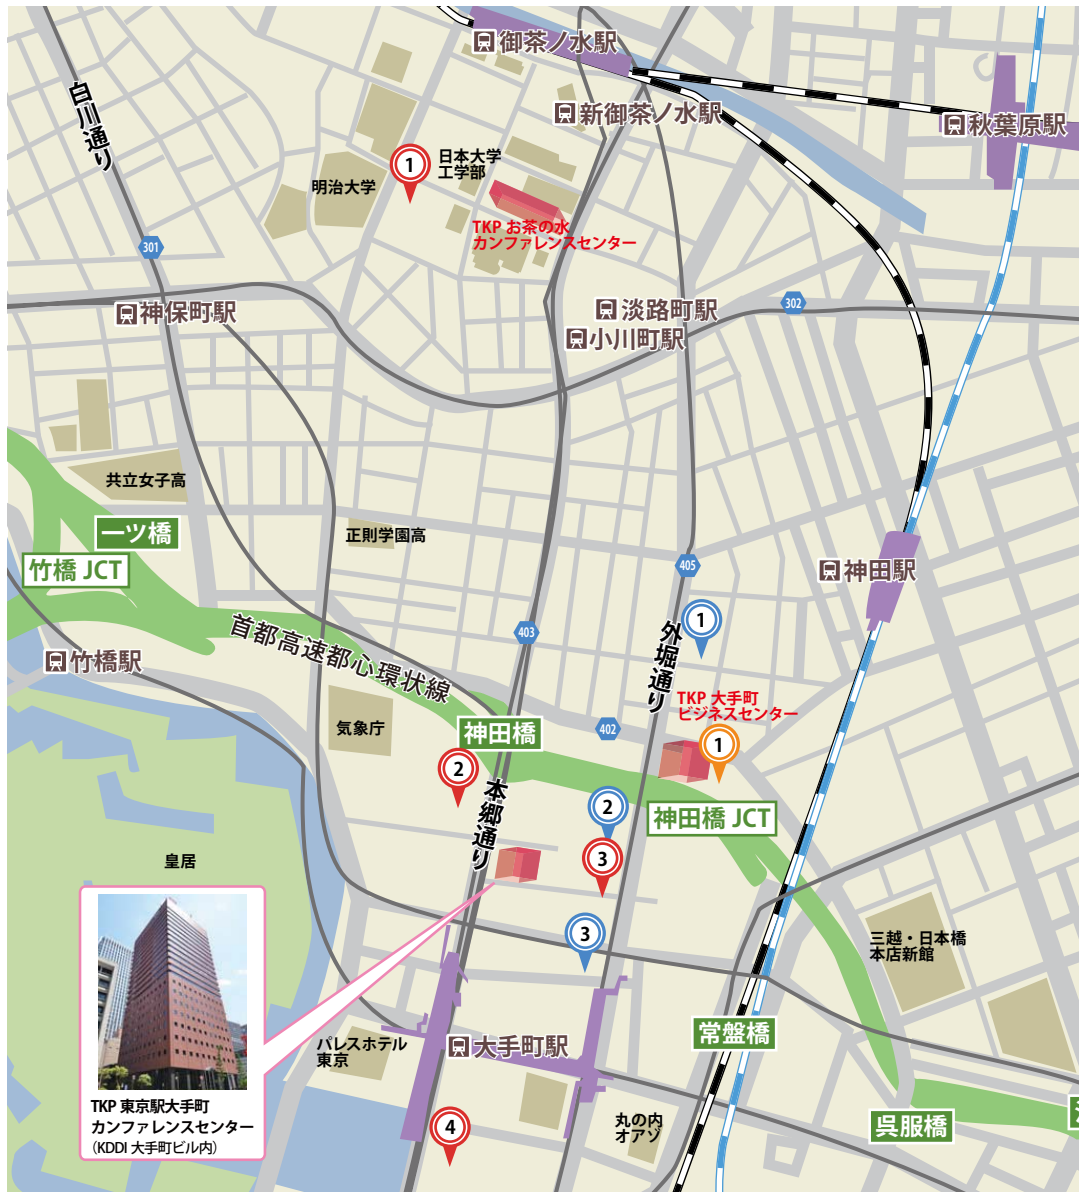 御茶ノ水駅
新御茶ノ水駅
秋葉原駅
白川通り
1
日本大学
工学部
明治大学
TKP お茶の水
カンファレンスセンター
301
神保町駅
淡路町駅
302
小川町駅
共立女子高
一ツ橋
正則学園高
竹橋 JCT
405
神田駅
首都高速都心環状線
403
1
外堀通り
竹橋駅
TKP 大手町
ビジネスセンター
気象庁
神田橋
402
1
2
本郷通り
2
神田橋 JCT
3
皇居
3
三越・日本橋
本店新館
常盤橋
パレスホテル
東京
大手町駅
TKP 東京駅大手町
カンファレンスセンター
(KDDI 大手町ビル内)
4
丸の内
オアゾ
呉服橋